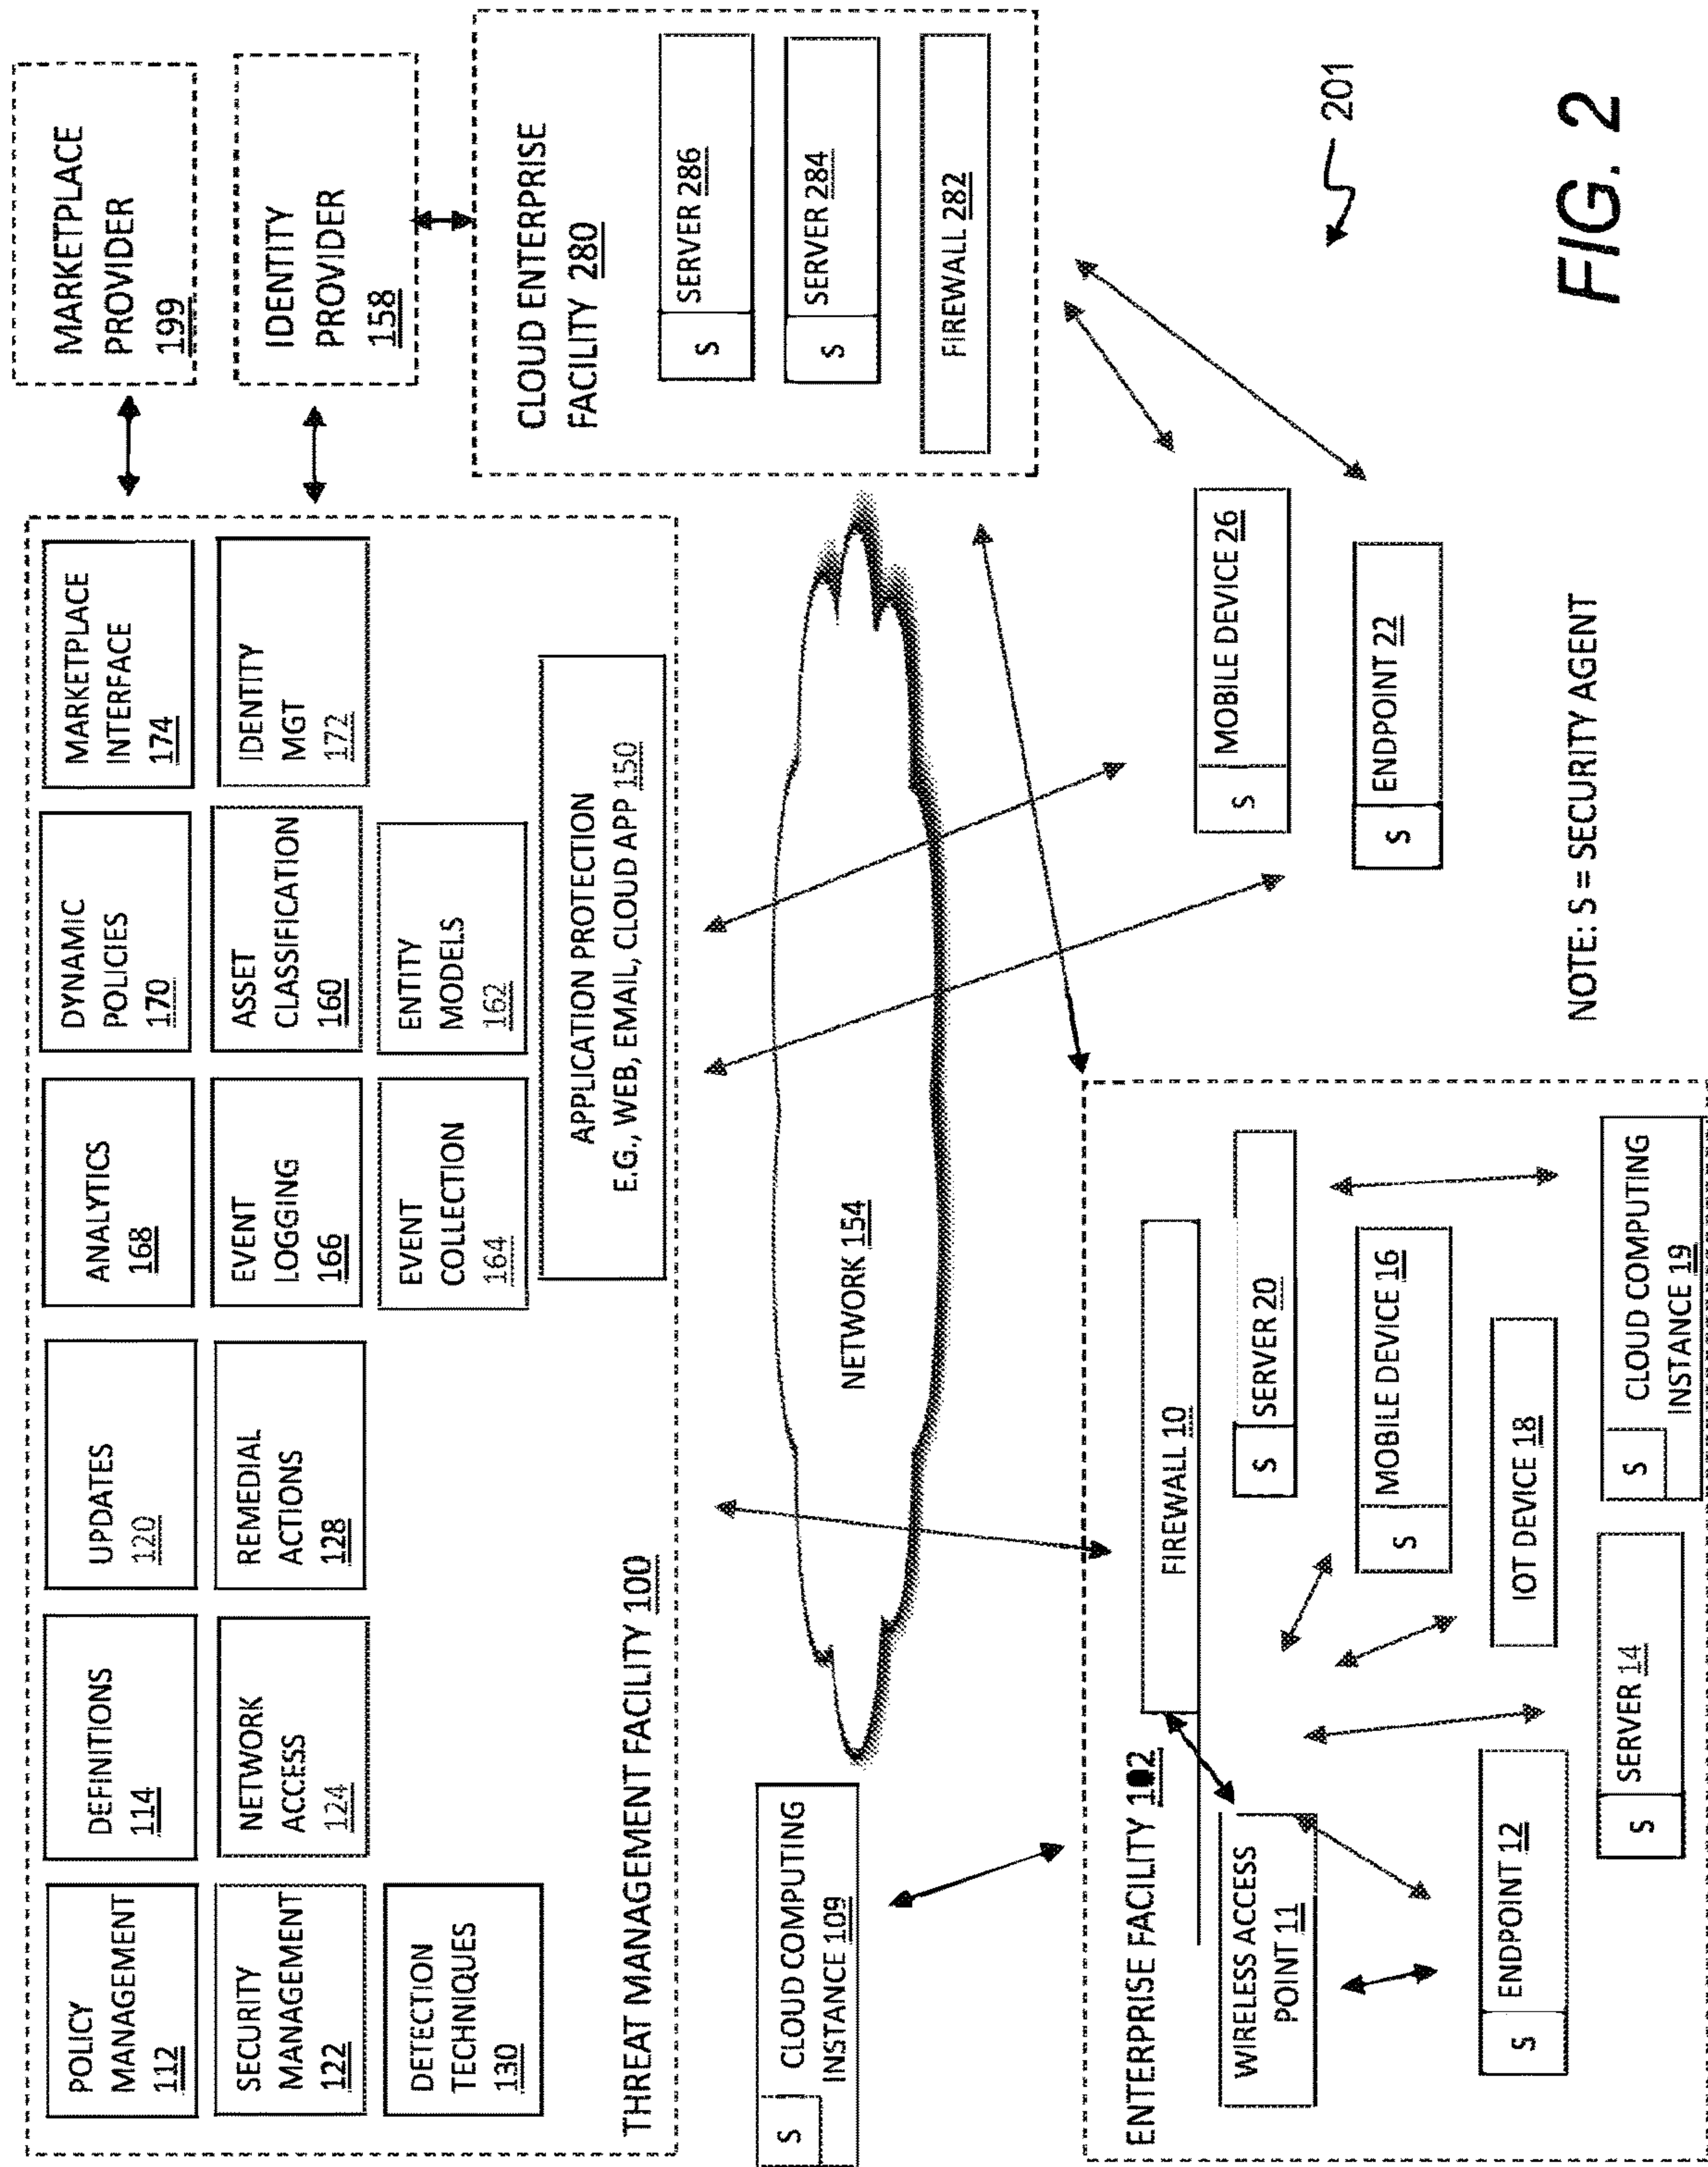 POLICY
MANAGEMENT
112
DEFINITIONS
114
UPDATES
120
ANALYTICS
168
DYNAMIC
POLICIES
170
MARKETPLACE
INTERFACE
174
MARKETPLACE
PROVIDER
199
SECURITY
MANAGEMENT
122
NETWORK
ACCESS
124
REMEDIAL
ACTIONS
128
EVENT
LOGGING
166
ASSET
CLASSIFICATION
160
IDENTITY
MGT
172
IDENTITY
PROVIDER
158
DETECTION
TECHNIQUES
130
EVENT
COLLECTION
164
ENTITY
MODELS
162
APPLICATION PROTECTION
E.G., WEB, EMAIL, CLOUD APP 150
THREAT MANAGEMENT FACILITY 100
CLOUD ENTERPRISE
FACILITY 280
S SERVER 286
S SERVER 284
FIREWALL 282
S CLOUD COMPUTING
INSTANCE 109
NETWORK 154
ENTERPRISE FACILITY 102
FIREWALL 10
WIRELESS ACCESS
POINT 11
S SERVER 20
S MOBILE DEVICE 16
IOT DEVICE 18
S ENDPOINT 12
S SERVER 14
S CLOUD COMPUTING
INSTANCE 19
S MOBILE DEVICE 26
S ENDPOINT 22
NOTE: S = SECURITY AGENT
201
FIG. 2